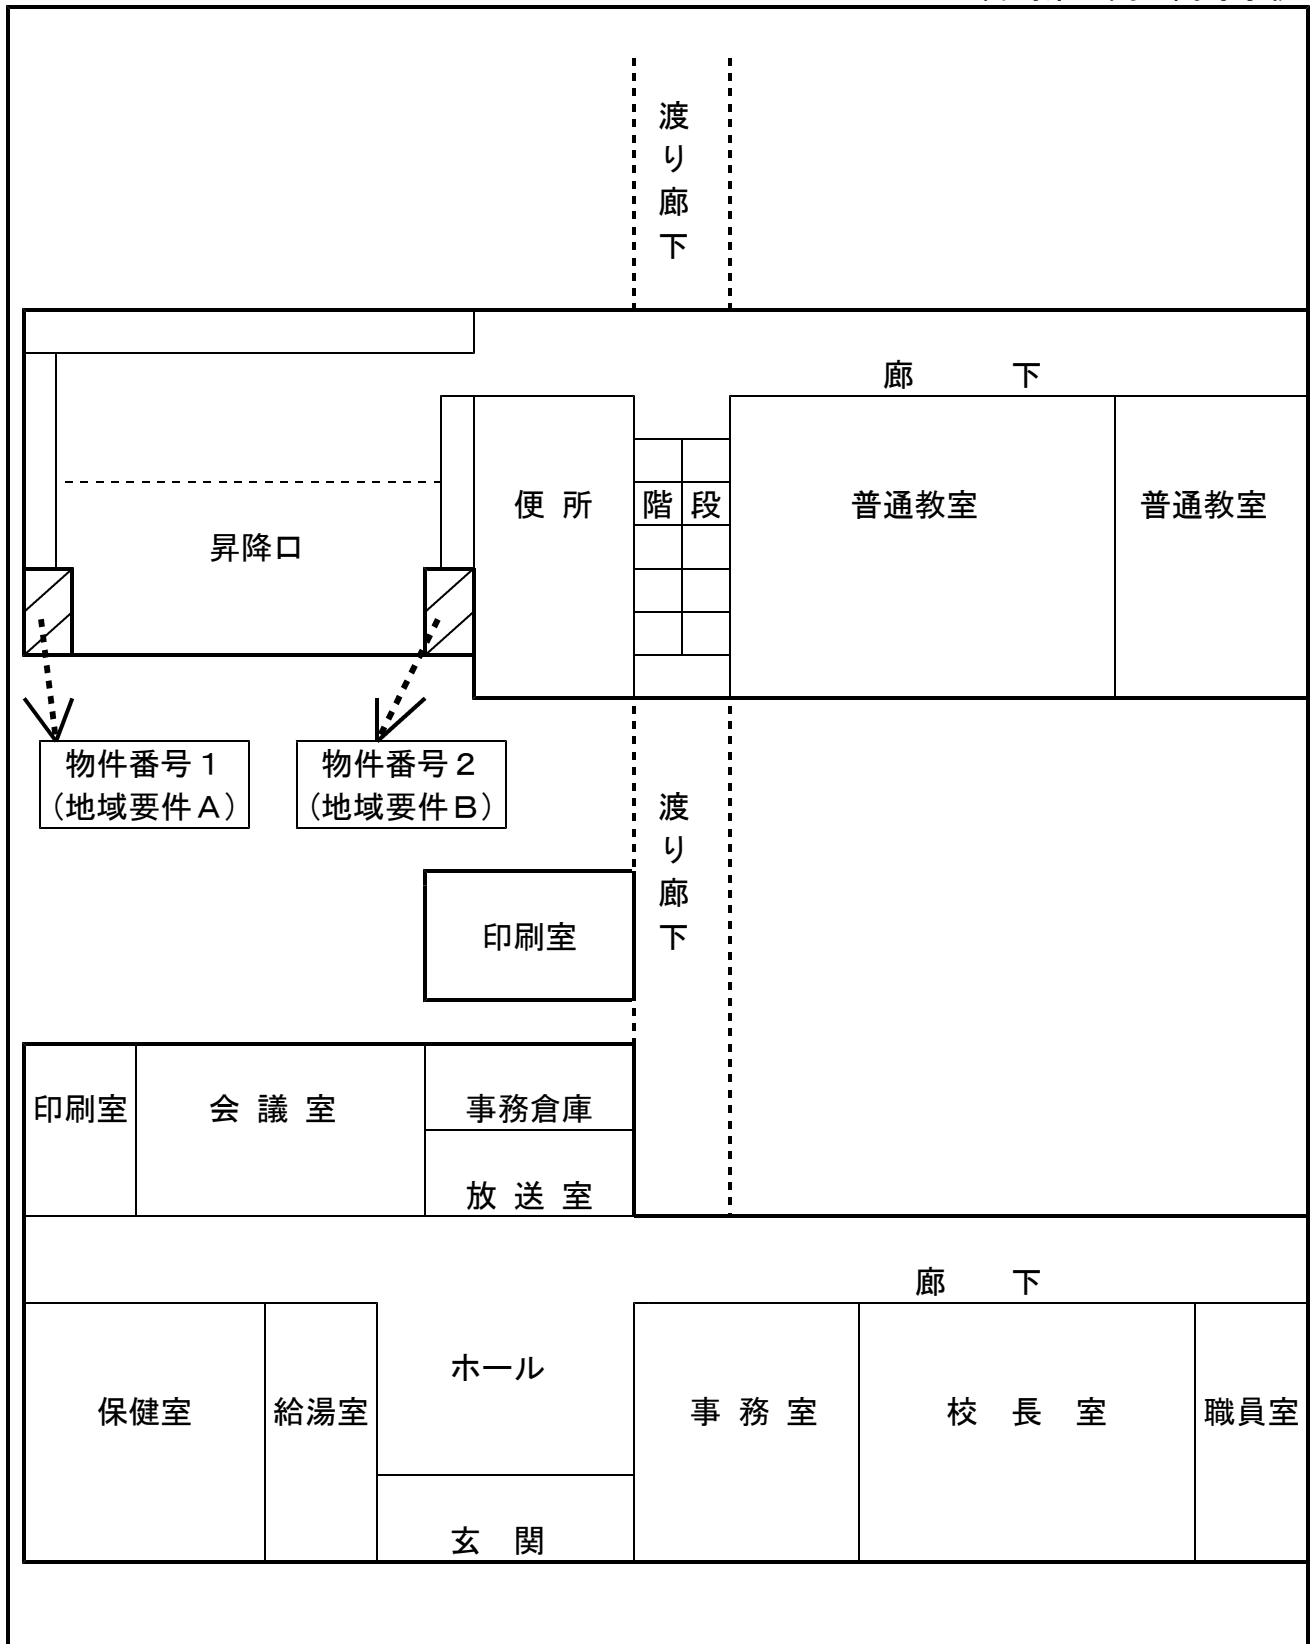 渡り廊下
廊　　下
便 所
階 段
普通教室
普通教室
昇降口
物件番号１
（地域要件Ａ）
物件番号２
（地域要件Ｂ）
渡り廊下
印刷室
印刷室
会 議 室
事務倉庫
放 送 室
廊　下
ホール
保健室
給湯室
事 務 室
校 長 室
職員室
玄 関